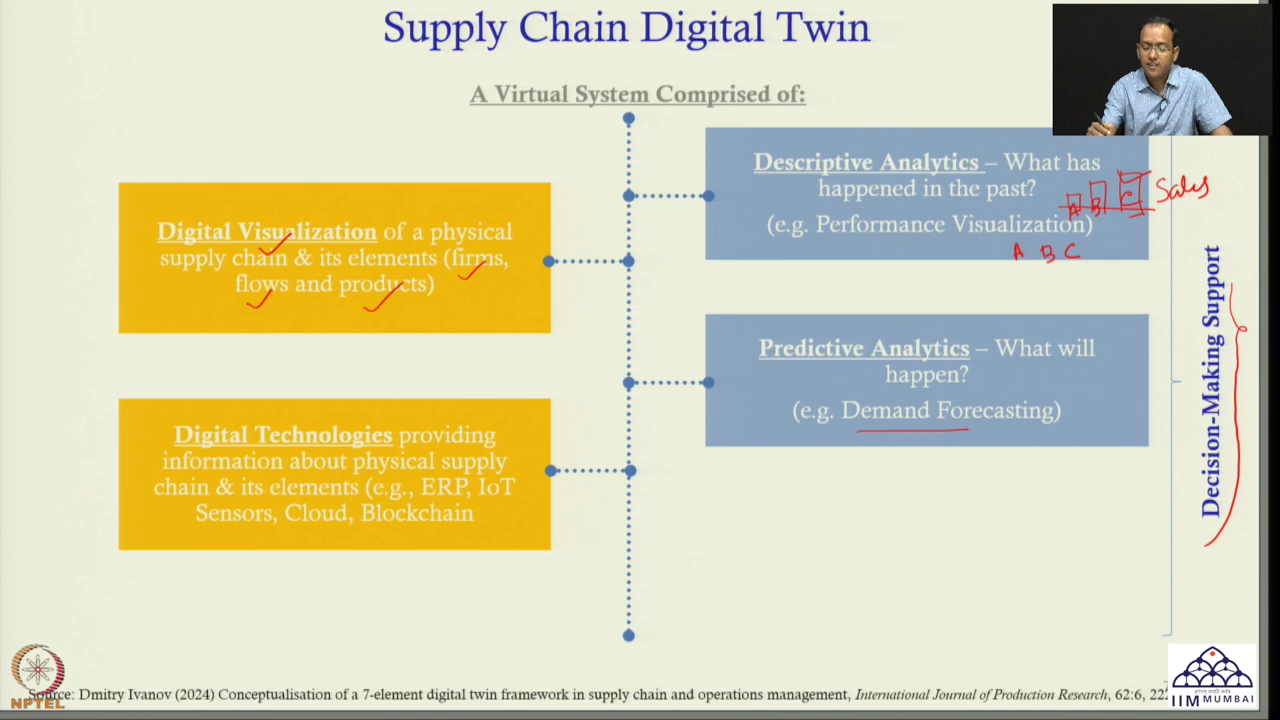 Supply Chain Digital Twin
A Virtual System Comprised of:
Digital Visualization of a physical
supply chain & its elements (firms,
flows and products)
Digital Technologies providing
information about physical supply
chain & its elements (e.g., ERP, IoT
Sensors, Cloud, Blockchain
Descriptive Analytics – What has
happened in the past?
(e.g. Performance Visualization)
A B C Sales
A B C
Predictive Analytics – What will
happen?
(e.g. Demand Forecasting)
Decision-Making Support
Source: Dmitry Ivanov (2024) Conceptualisation of a 7-element digital twin framework in supply chain and operations management, International Journal of Production Research, 62:6,
NPTEL
IIM MUMBAI